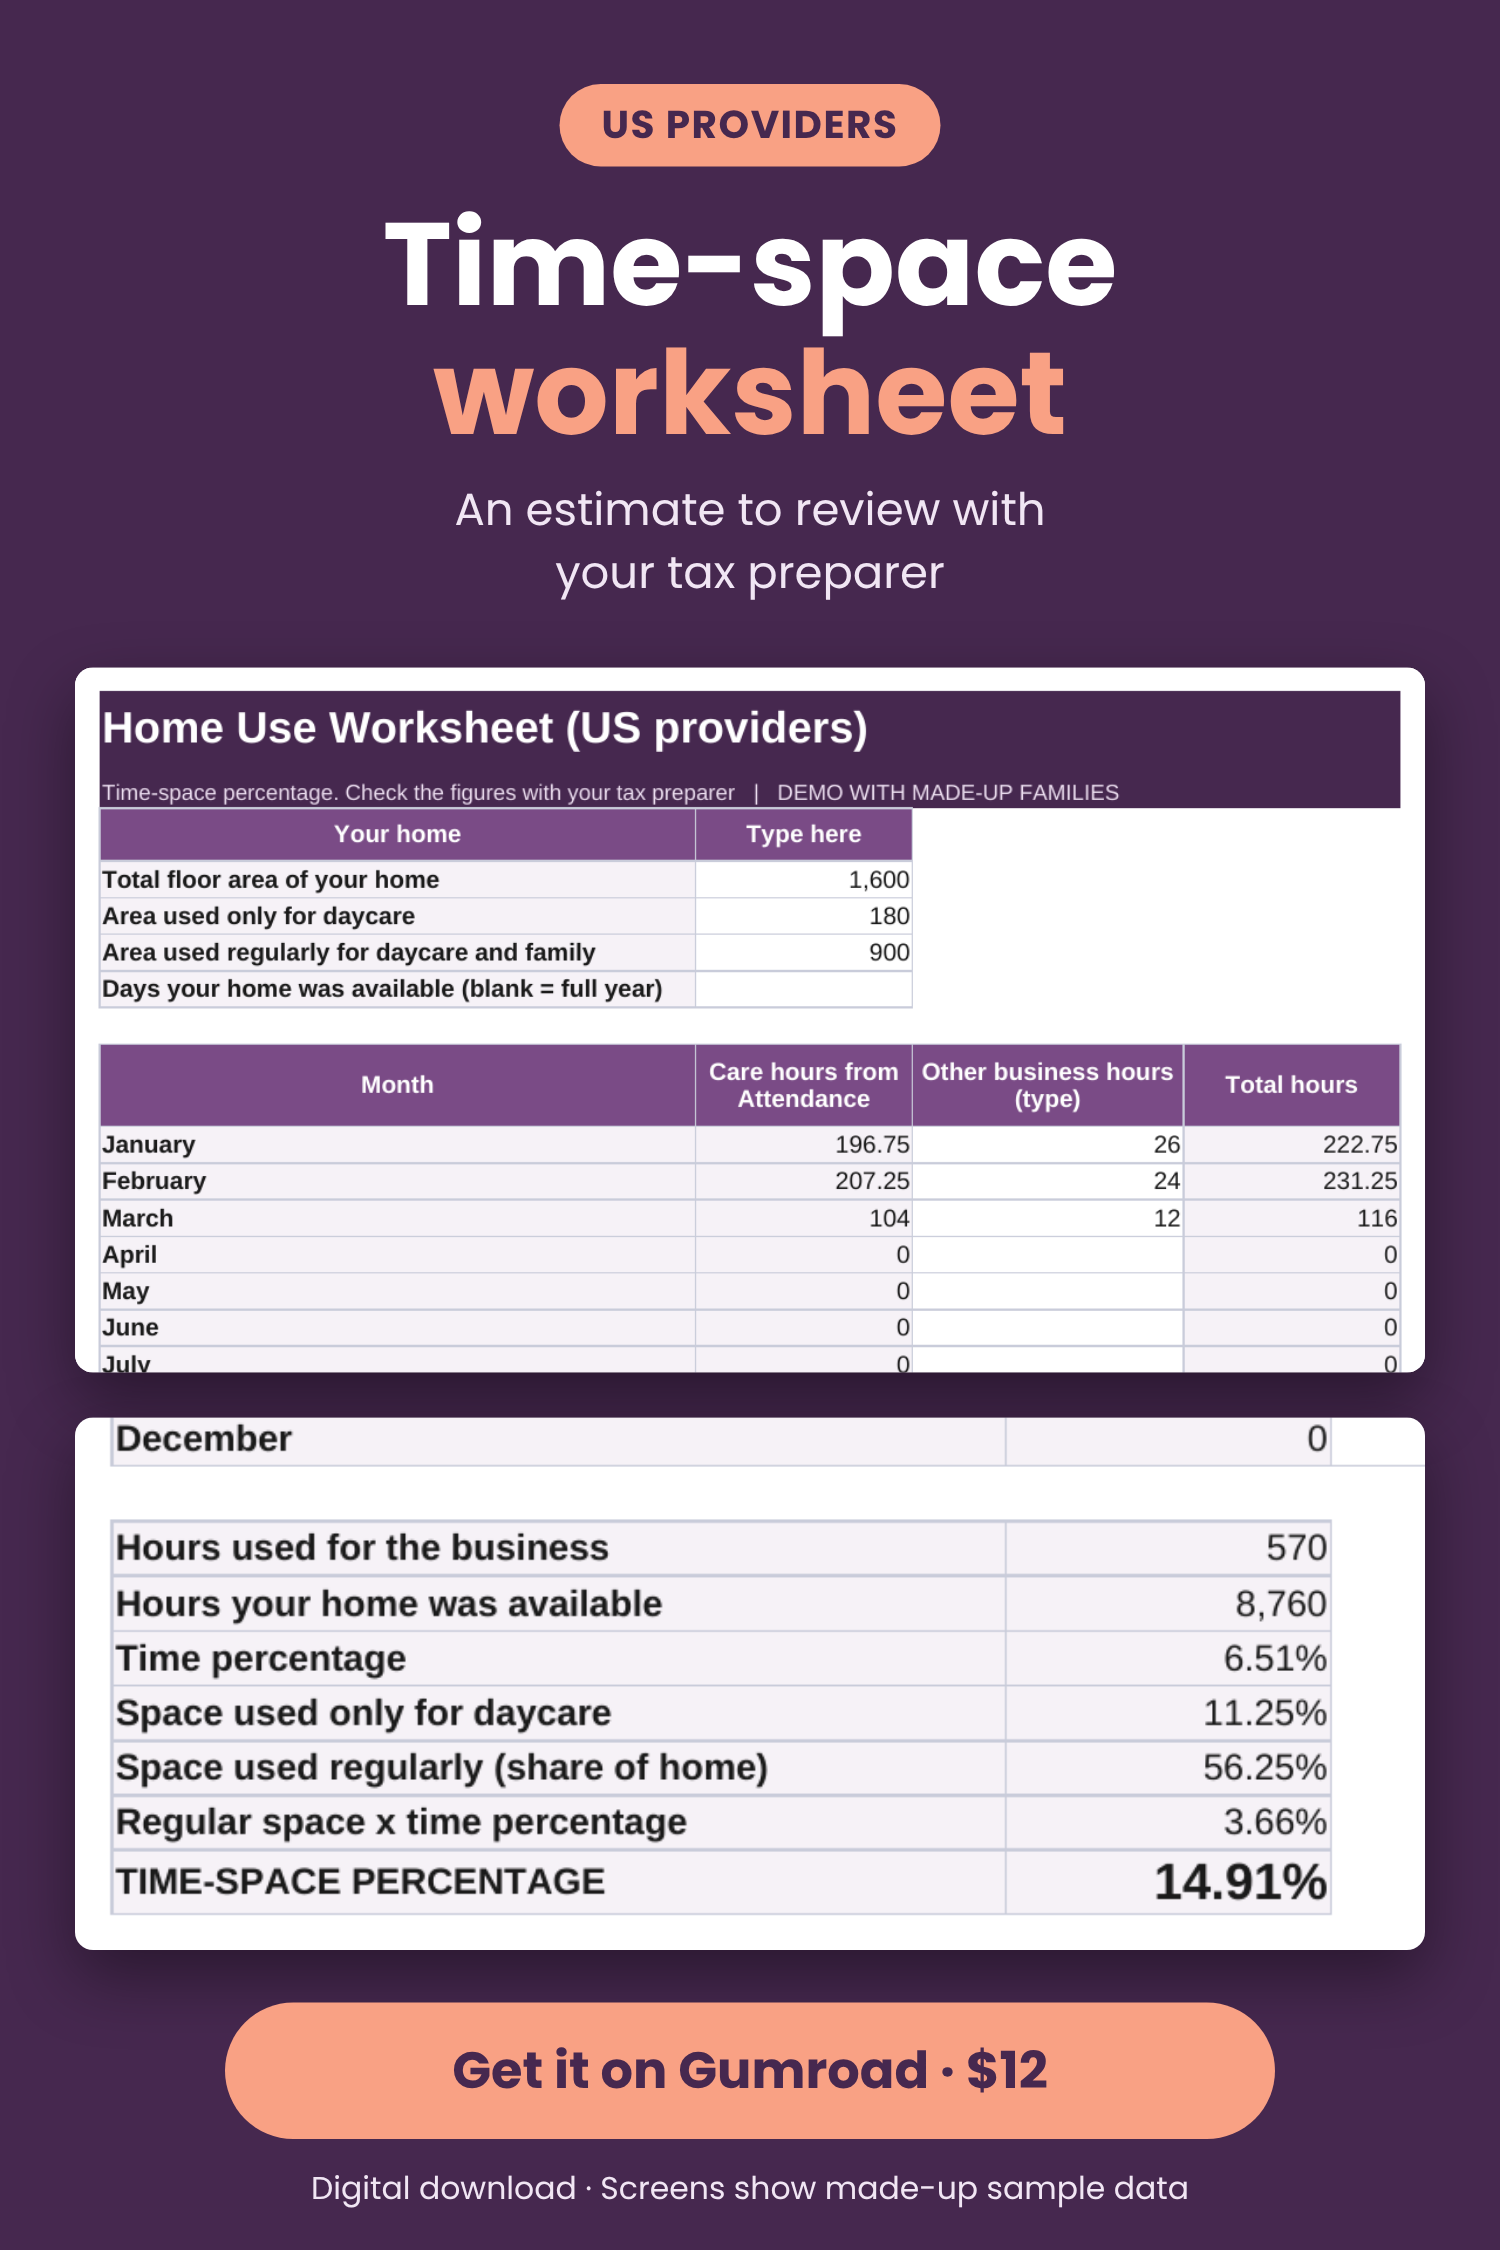 US PROVIDERS
Time-space
worksheet
An estimate to review with
your tax preparer
Home Use Worksheet (US providers)
Time-space percentage. Check the figures with your tax preparer | DEMO WITH MADE-UP FAMILIES
Your home Type here
Total floor area of your home 1,600
Area used only for daycare 180
Area used regularly for daycare and family 900
Days your home was available (blank = full year)
Month Care hours from Attendance Other business hours (type) Total hours
January 196.75 26 222.75
February 207.25 24 231.25
March 104 12 116
April 0 0
May 0 0
June 0 0
July 0 0
December 0
Hours used for the business 570
Hours your home was available 8,760
Time percentage 6.51%
Space used only for daycare 11.25%
Space used regularly (share of home) 56.25%
Regular space x time percentage 3.66%
TIME-SPACE PERCENTAGE 14.91%
Get it on Gumroad · $12
Digital download · Screens show made-up sample data